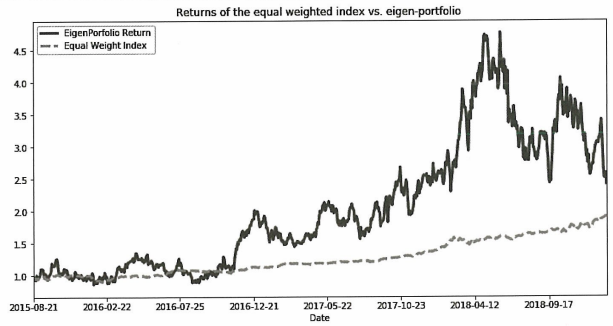 Returns of the equal weighted index vs. eigen-portfolio
EigenPorfolio Return
Equal Weight Index
4.5
4.0
3.5
3.0
2.5
2.0
1.5
1.0
2015-08-21 2016-02-22 2016-07-25 2016-12-21 2017-05-22 2017-10-23 2018-04-12 2018-09-17
Date